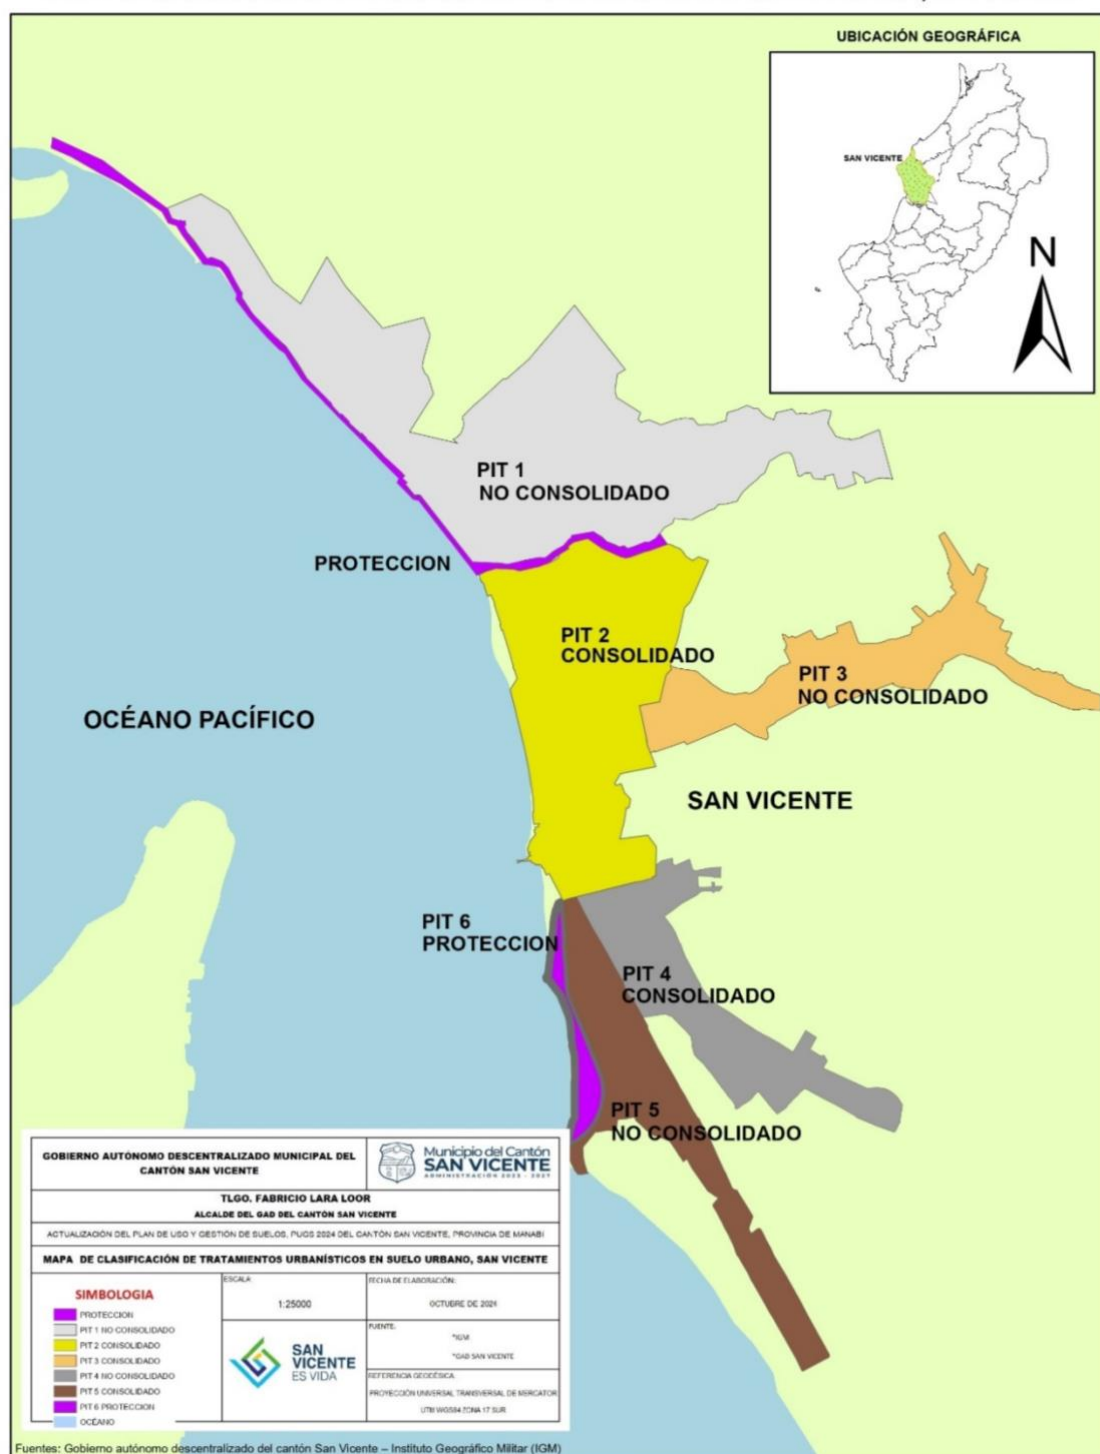 UBICACIÓN GEOGRÁFICA
SAN VICENTE
N
PIT 1
NO CONSOLIDADO
PROTECCION
PIT 2
CONSOLIDADO
PIT 3
NO CONSOLIDADO
OCÉANO PACÍFICO
SAN VICENTE
PIT 6
PROTECCION
PIT 4
CONSOLIDADO
PIT 5
NO CONSOLIDADO
GOBIERNO AUTÓNOMO DESCENTRALIZADO MUNICIPAL DEL
CANTÓN SAN VICENTE
Municipio del Cantón
SAN VICENTE
ADMINISTRACIÓN 2023 - 2027
TLGO. FABRICIO LARA LOOR
ALCALDE DEL GAD DEL CANTÓN SAN VICENTE
ACTUALIZACIÓN DEL PLAN DE USO Y GESTIÓN DE SUELOS, PUGS 2024 DEL CANTÓN SAN VICENTE, PROVINCIA DE MANABI
MAPA DE CLASIFICACIÓN DE TRATAMIENTOS URBANÍSTICOS EN SUELO URBANO, SAN VICENTE
SIMBOLOGIA
PROTECCION
PIT 1 NO CONSOLIDADO
PIT 2 CONSOLIDADO
PIT 3 CONSOLIDADO
PIT 4 NO CONSOLIDADO
PIT 5 CONSOLIDADO
PIT 6 PROTECCION
OCÉANO
ESCALA:
1:25000
SAN
VICENTE
ES VIDA
FECHA DE ELABORACIÓN:
OCTUBRE DE 2024
FUENTE:
*IGM
*GAD SAN VICENTE
REFERENCIA GEODÉSICA
PROYECCIÓN UNIVERSAL TRANSVERSAL DE MERCATOR
UTM WGS84 ZONA 17 SUR
Fuentes: Gobierno autónomo descentralizado del cantón San Vicente – Instituto Geográfico Militar (IGM)